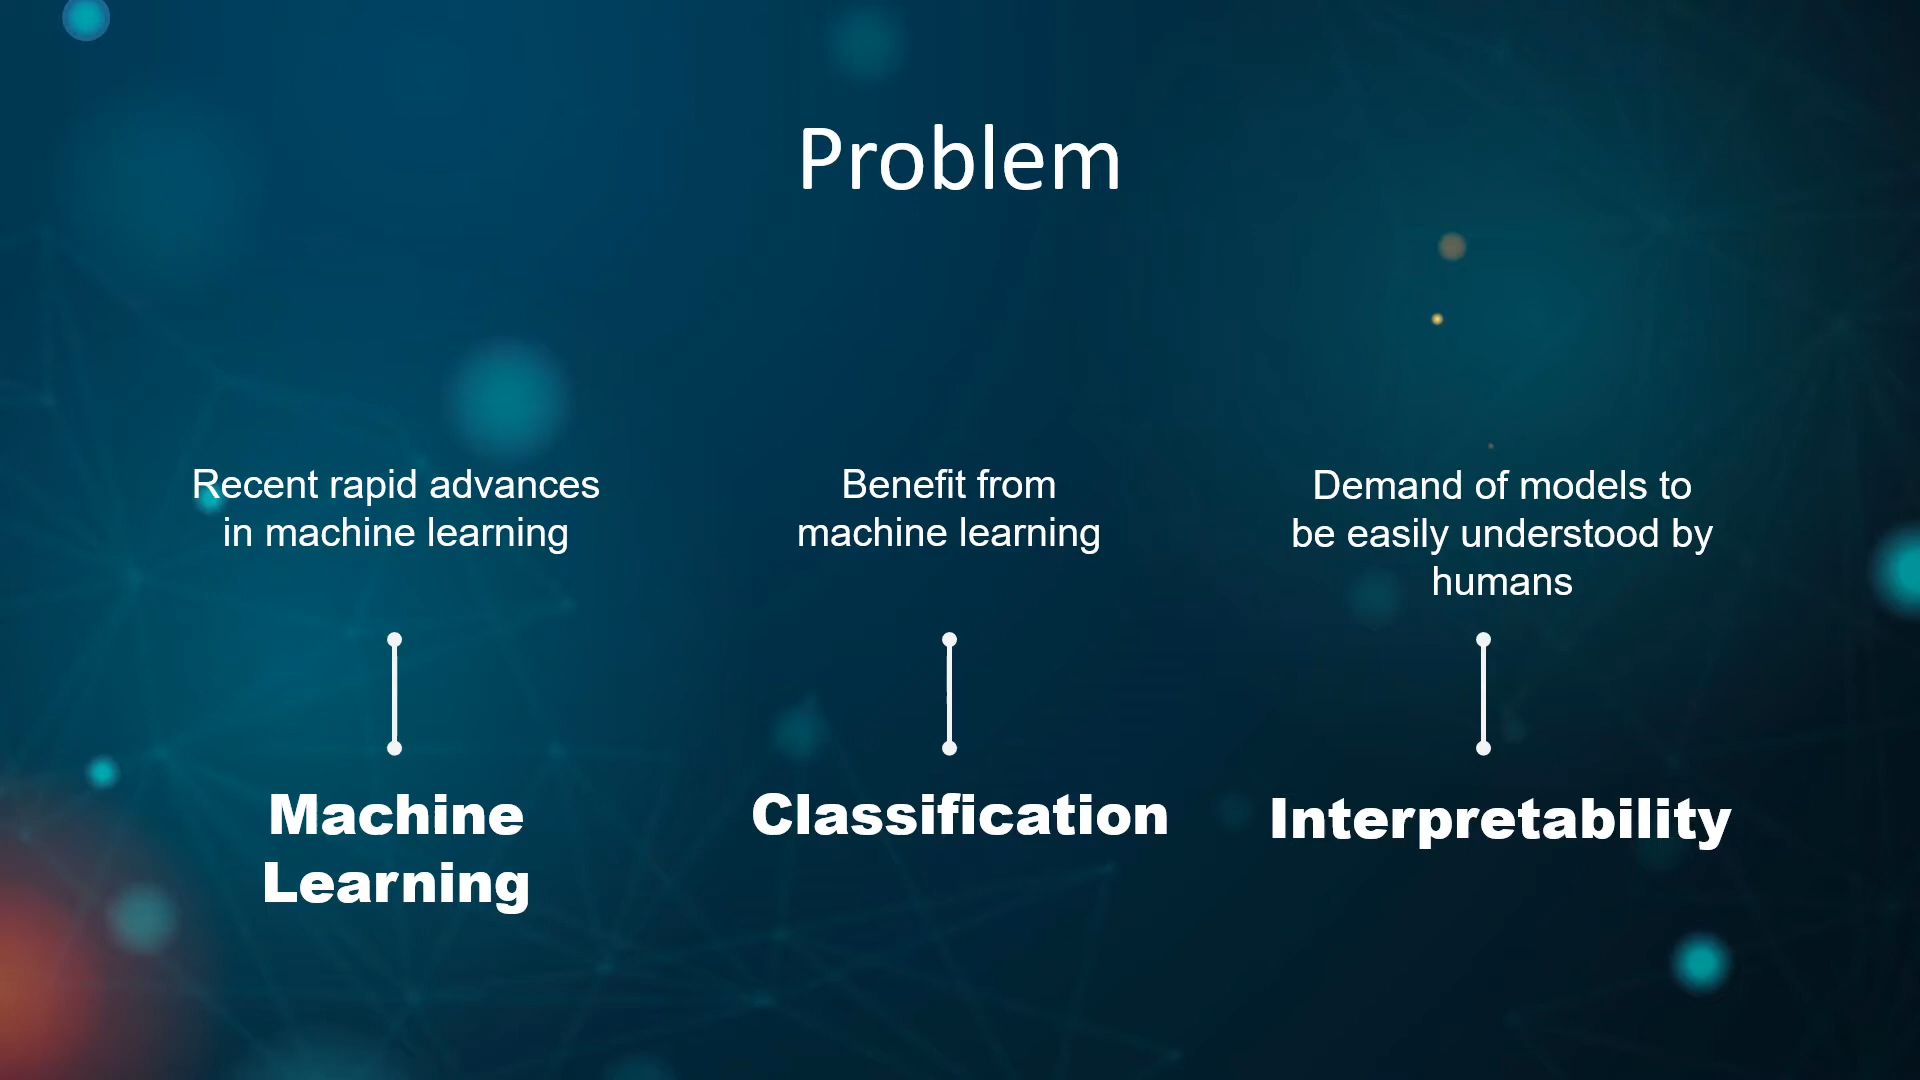 Problem
Recent rapid advances
in machine learning
Machine
Learning
Benefit from
machine learning
Classification
Demand of models to
be easily understood by
humans
Interpretability